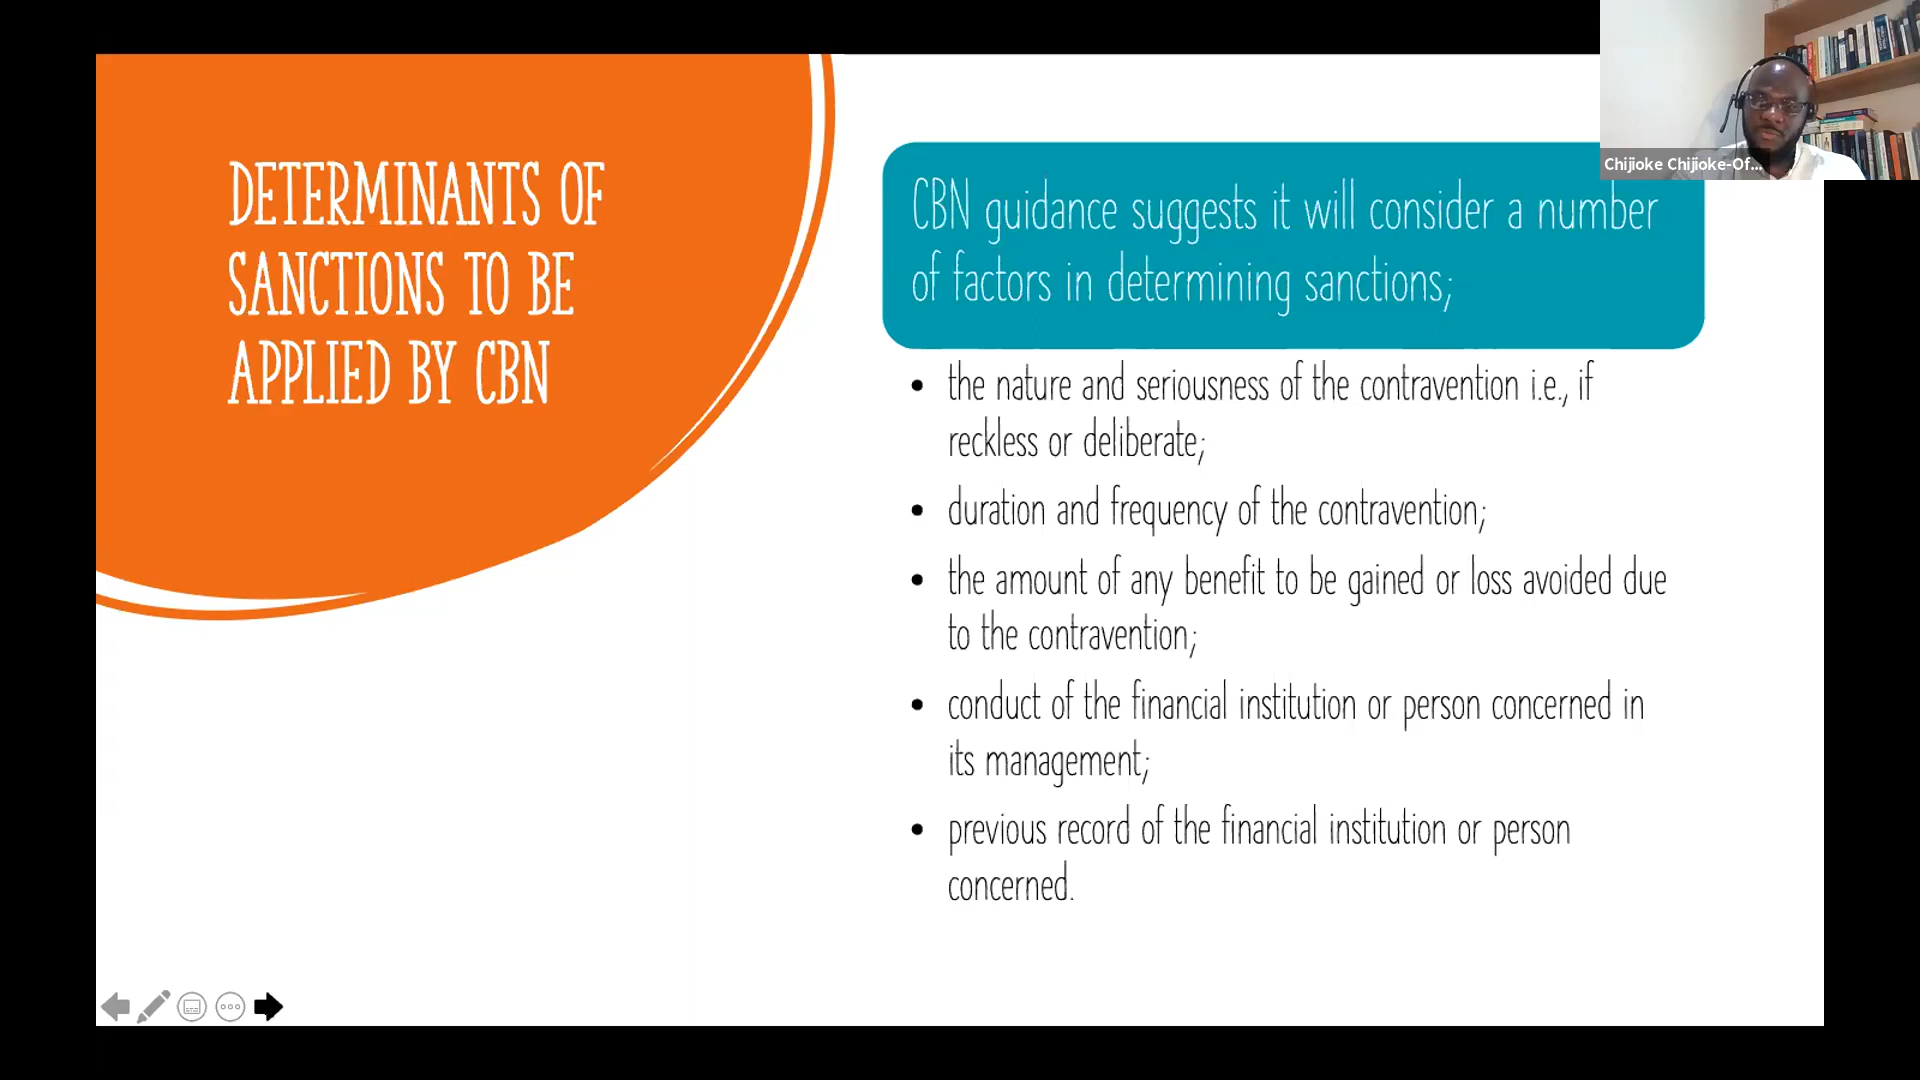 DETERMINANTS OF
SANCTIONS TO BE
APPLIED BY CBN
CBN guidance suggests it will consider a number
of factors in determining sanctions;
• the nature and seriousness of the contravention i.e., if
reckless or deliberate;
• duration and frequency of the contravention;
• the amount of any benefit to be gained or loss avoided due
to the contravention;
• conduct of the financial institution or person concerned in
its management;
• previous record of the financial institution or person
concerned.
Chijioke Chijioke-Of...